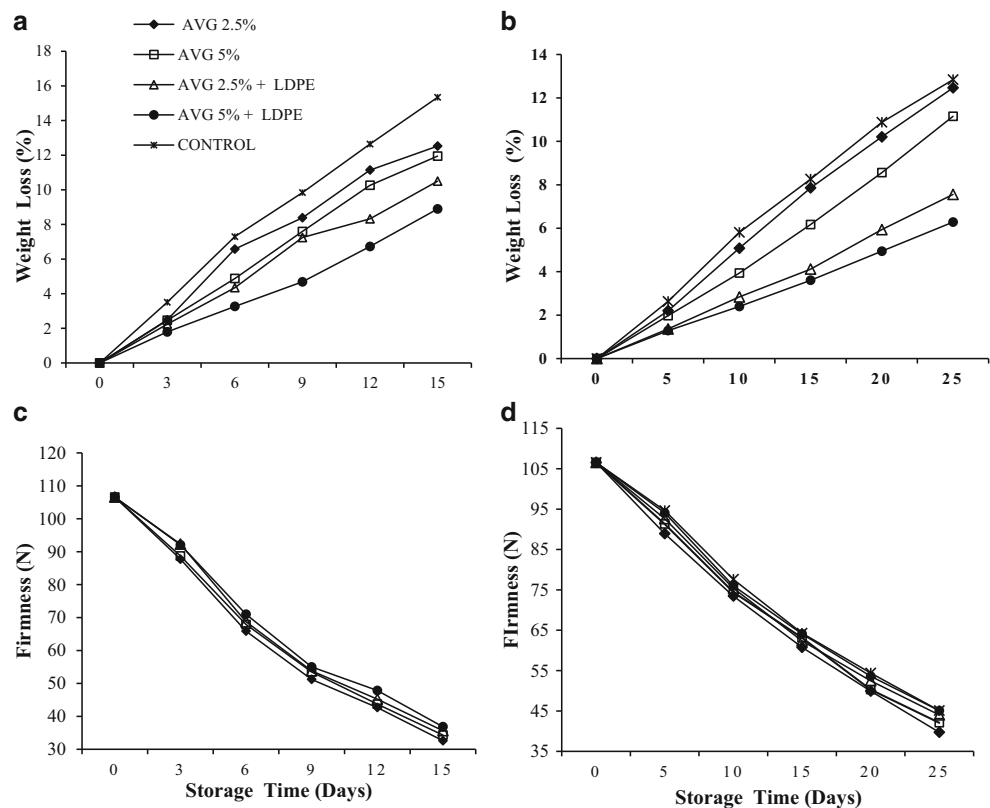 a
AVG 2.5%
AVG 5%
AVG 2.5% + LDPE
AVG 5% + LDPE
CONTROL
18
16
14
12
10
8
6
4
2
0
Weight Loss (%)
0 3 6 9 12 15
b
14
12
10
8
6
4
2
0
Weight Loss (%)
0 5 10 15 20 25
c
120
110
100
90
80
70
60
50
40
30
Firmness (N)
0 3 6 9 12 15
Storage Time (Days)
d
115
105
95
85
75
65
55
45
35
FIrmness (N)
0 5 10 15 20 25
Storage Time (Days)